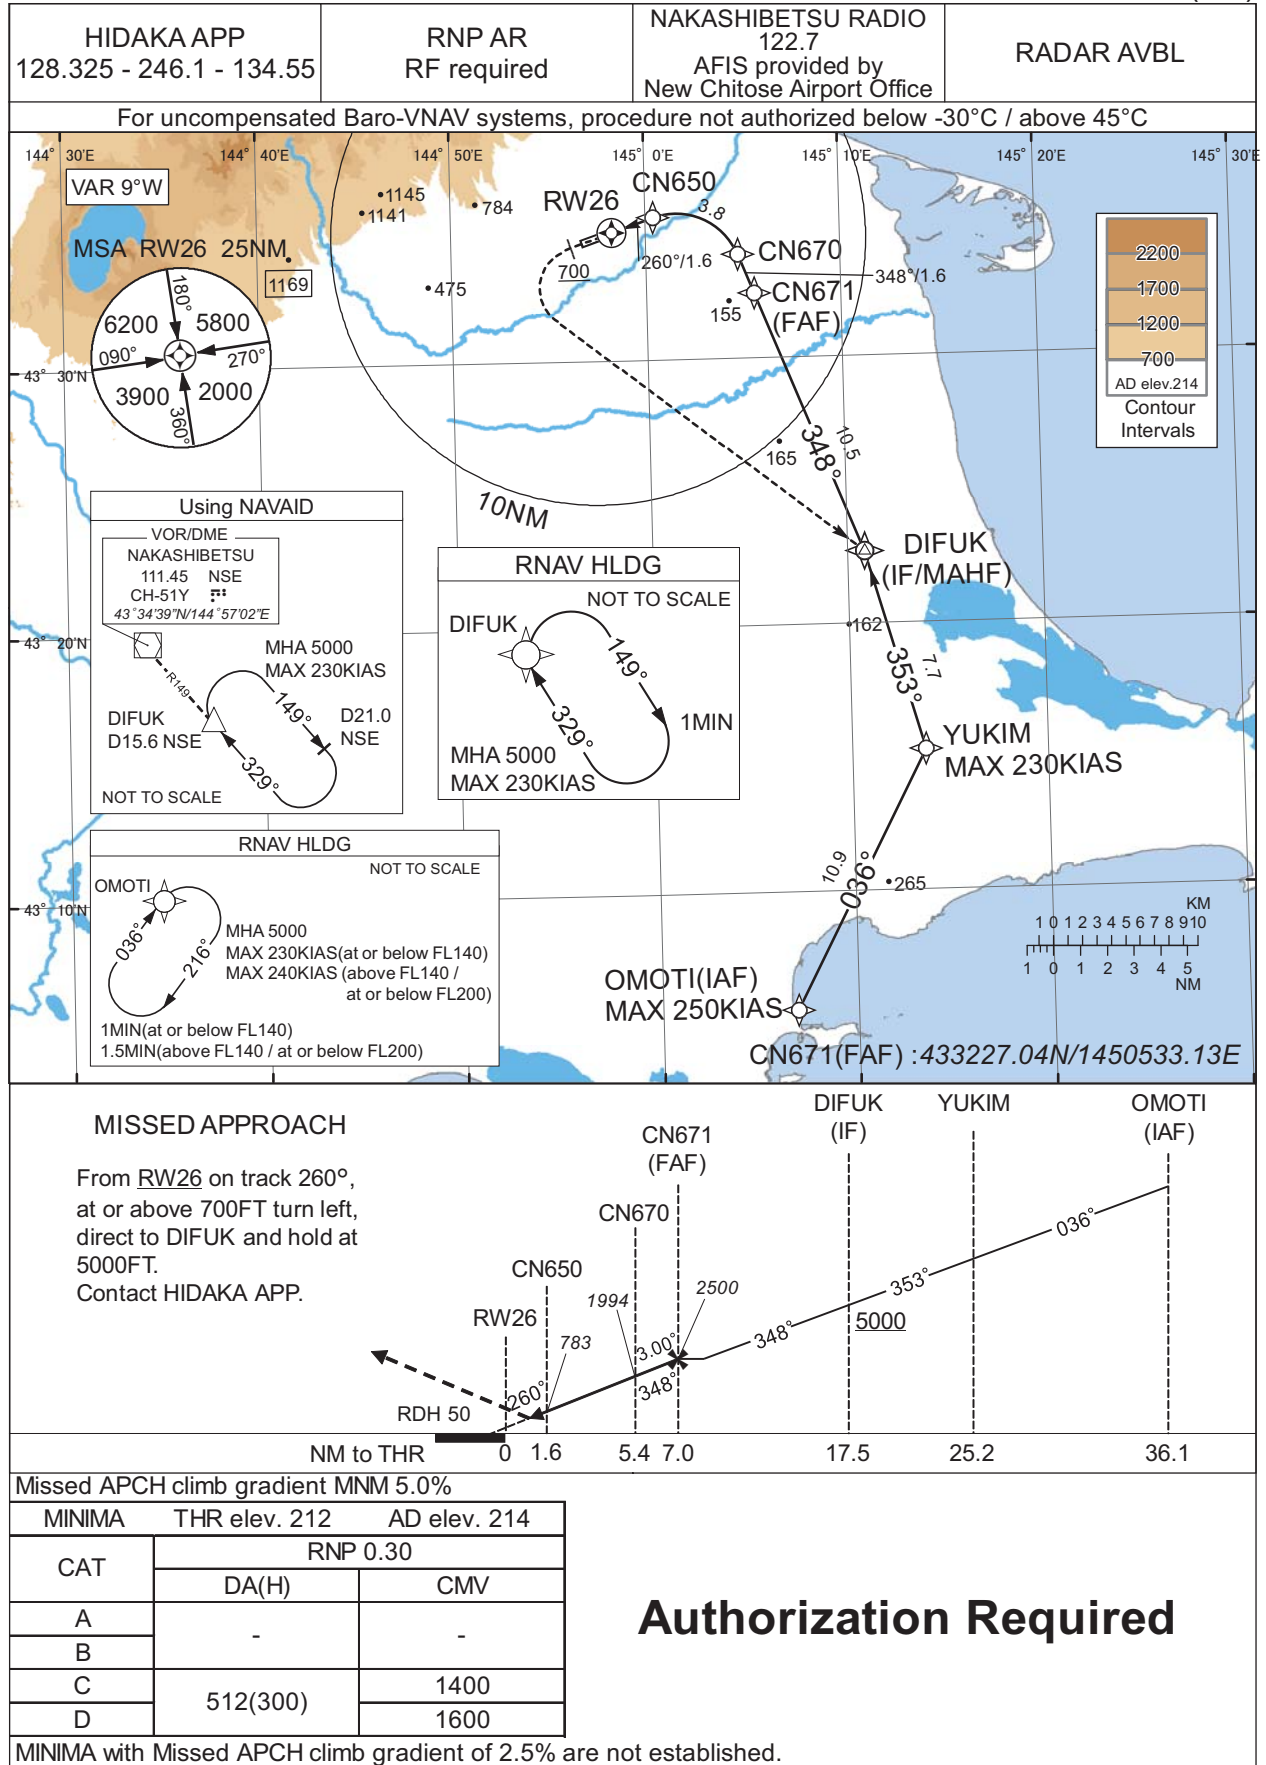 HIDAKA APP
128.325 - 246.1 - 134.55
RNP AR
RF required
NAKASHIBETSU RADIO
122.7
AFIS provided by
New Chitose Airport Office
RADAR AVBL
For uncompensated Baro-VNAV systems, procedure not authorized below -30°C / above 45°C
144° 30'E
144° 40'E
144° 50'E
145° 0'E
145° 10'E
145° 20'E
145° 30'E
VAR 9°W
1145
1141
784
RW26
CN650
3.8
CN670
MSA RW26 25NM
1169
700
260°/1.6
348°/1.6
475
155
CN671
(FAF)
180°
6200
5800
090°
270°
3900
2000
360°
43° 30'N
2200
1700
1200
700
AD elev.214
Contour
Intervals
348°
10.5
165
10NM
Using NAVAID
VOR/DME
NAKASHIBETSU
111.45 NSE
CH-51Y
43°34'39"N/144°57'02"E
R149
MHA 5000
MAX 230KIAS
149°
D21.0
NSE
DIFUK
D15.6 NSE
329°
NOT TO SCALE
RNAV HLDG
NOT TO SCALE
DIFUK
149°
1MIN
329°
MHA 5000
MAX 230KIAS
DIFUK
(IF/MAHF)
162
43° 20'N
353°
7.7
YUKIM
MAX 230KIAS
RNAV HLDG
NOT TO SCALE
OMOTI
036°
216°
MHA 5000
MAX 230KIAS(at or below FL140)
MAX 240KIAS (above FL140 /
at or below FL200)
1MIN(at or below FL140)
1.5MIN(above FL140 / at or below FL200)
43° 10'N
10.9
036°
265
KM
1 0 1 2 3 4 5 6 7 8 9 10
1 0 1 2 3 4 5
NM
OMOTI(IAF)
MAX 250KIAS
CN671(FAF) :433227.04N/1450533.13E
MISSED APPROACH
From RW26 on track 260°,
at or above 700FT turn left,
direct to DIFUK and hold at
5000FT.
Contact HIDAKA APP.
DIFUK
(IF)
YUKIM
OMOTI
(IAF)
CN671
(FAF)
CN670
CN650
RW26
1994
2500
783
3.00°
348°
348°
353°
036°
5000
260°
RDH 50
NM to THR
0 1.6 5.4 7.0 17.5 25.2 36.1
Missed APCH climb gradient MNM 5.0%
MINIMA THR elev. 212 AD elev. 214
CAT
RNP 0.30
DA(H) CMV
A
B
- -
C
D
512(300)
1400
1600
Authorization Required
MINIMA with Missed APCH climb gradient of 2.5% are not established.